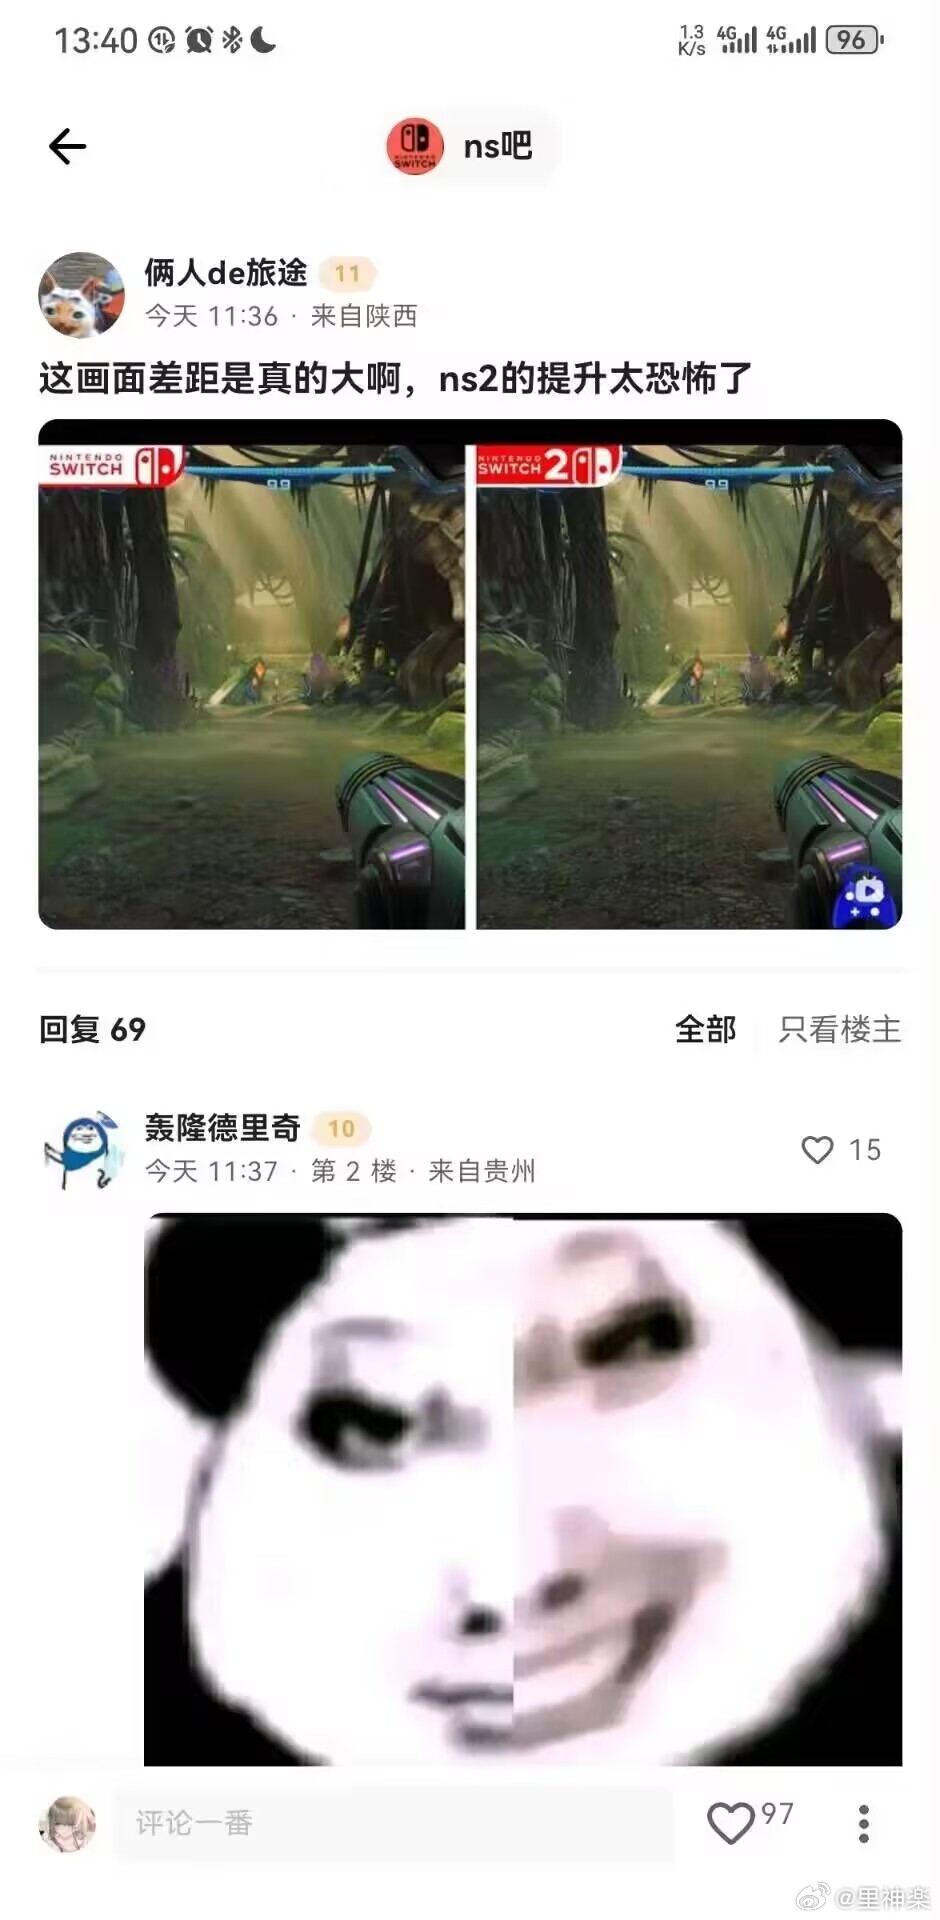 13:40
1.3 K/s 4G 4G 96
NINTENDO SWITCH
ns吧
俩人de旅途 11
今天 11:36 · 来自陕西
这画面差距是真的大啊，ns2的提升太恐怖了
NINTENDO SWITCH
99
NINTENDO SWITCH 2
99
回复 69
全部
只看楼主
轰隆德里奇 10
今天 11:37 · 第 2 楼 · 来自贵州
15
评论一番
97
@里神楽